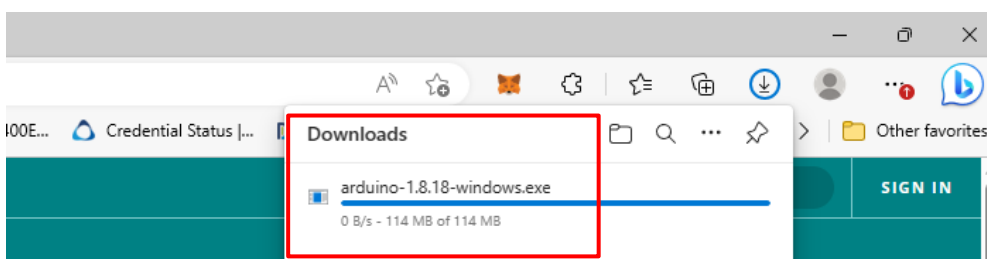 400E... Credential Status |... Other favorites
Downloads
SIGN IN
arduino-1.8.18-windows.exe
0 B/s - 114 MB of 114 MB